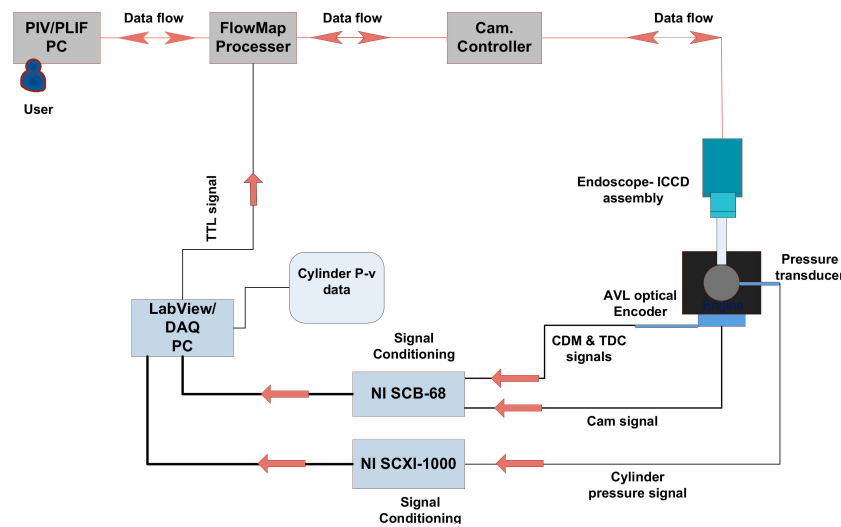 Data flow
Data flow
Data flow
PIV/PLIF
PC
FlowMap
Processer
Cam.
Controller
User
TTL signal
Endoscope- ICCD
assembly
Pressure
transducer
Engine
AVL optical
Encoder
Cylinder P-v
data
LabView/
DAQ
PC
Signal
Conditioning
CDM & TDC
signals
NI SCB-68
Cam signal
NI SCXI-1000
Cylinder
pressure signal
Signal
Conditioning